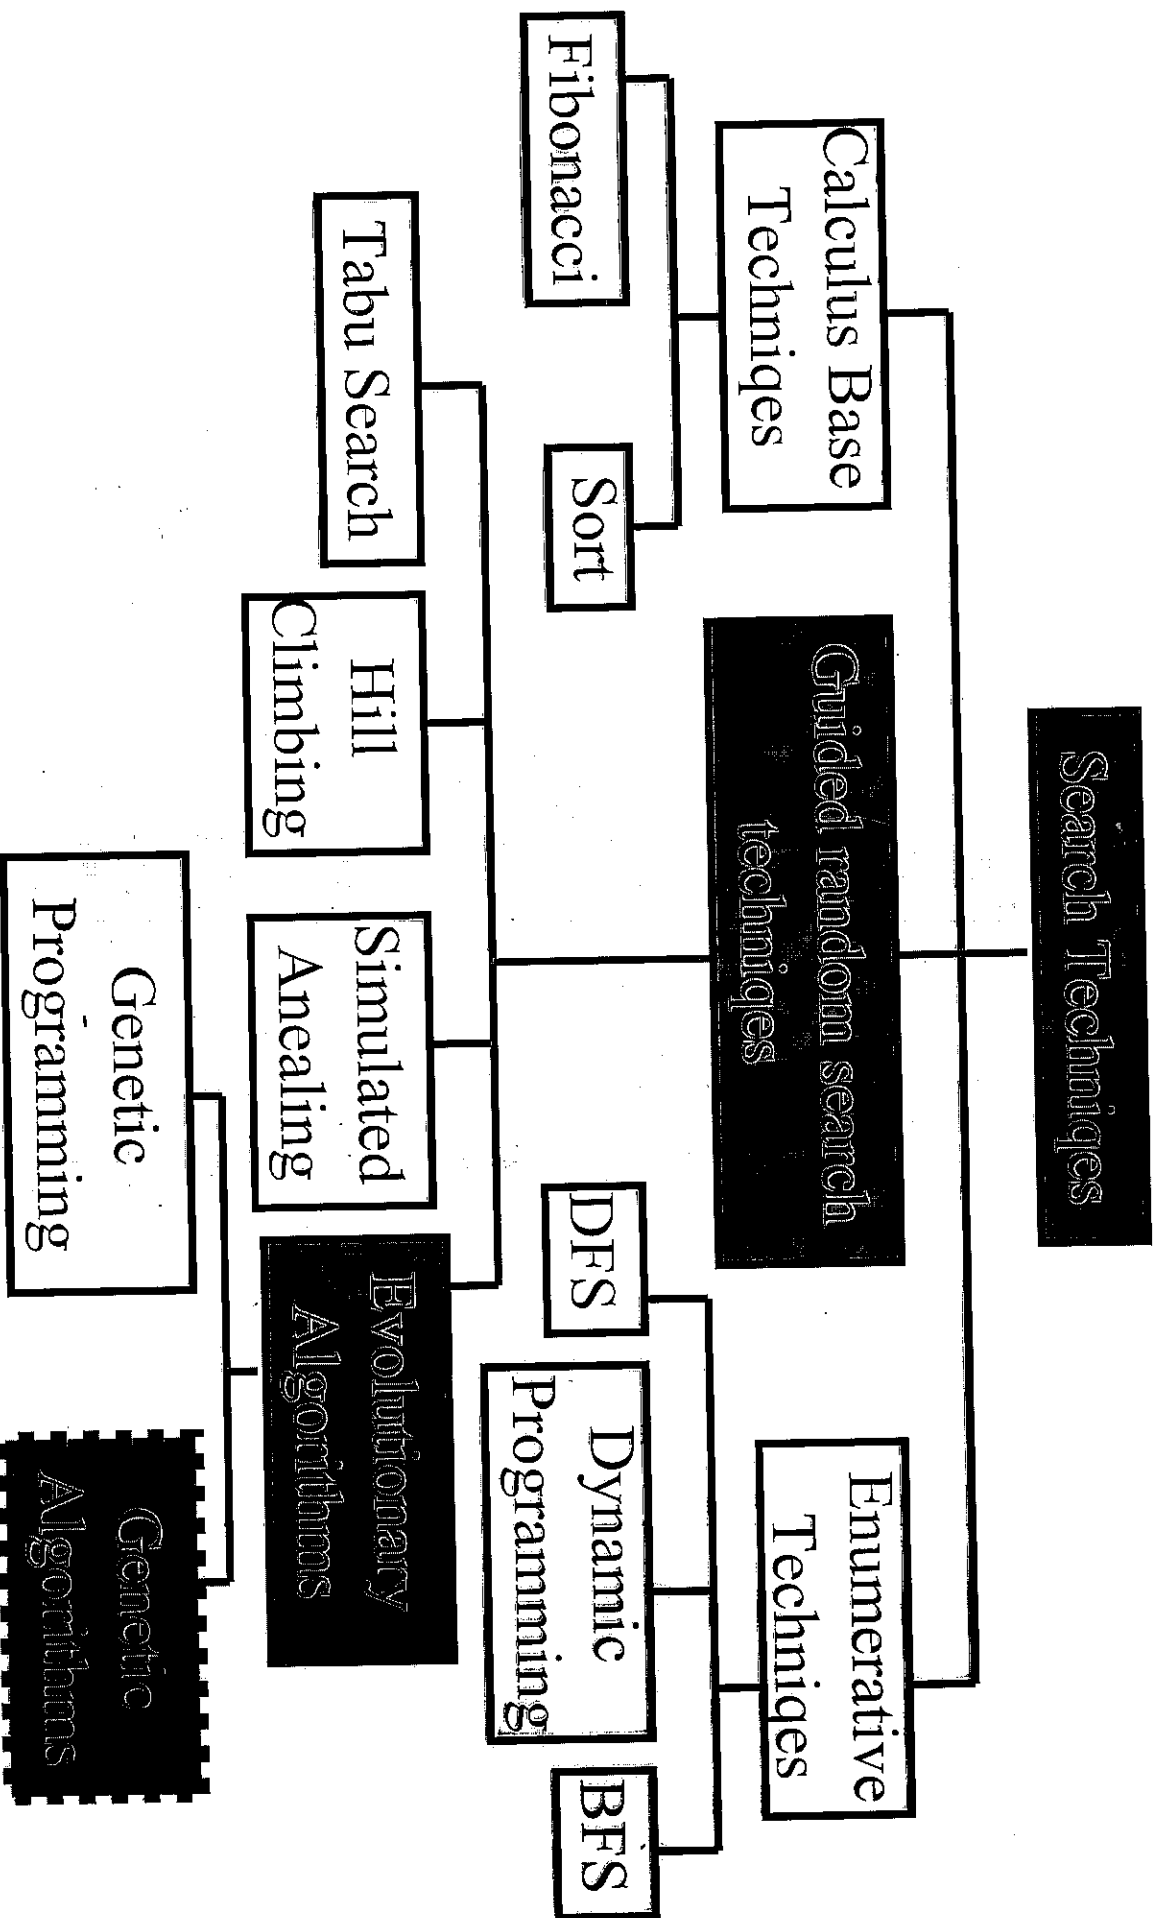 Search Techniqes
Calculus Base
Techniqes
Guided random search
techniqes
Enumerative
Techniqes
Fibonacci
Sort
DFS
Dynamic
Programming
BFS
Tabu Search
Hill
Climbing
Simulated
Anealing
Evolutionary
Algorithms
Genetic
Programming
Genetic
Algorithms